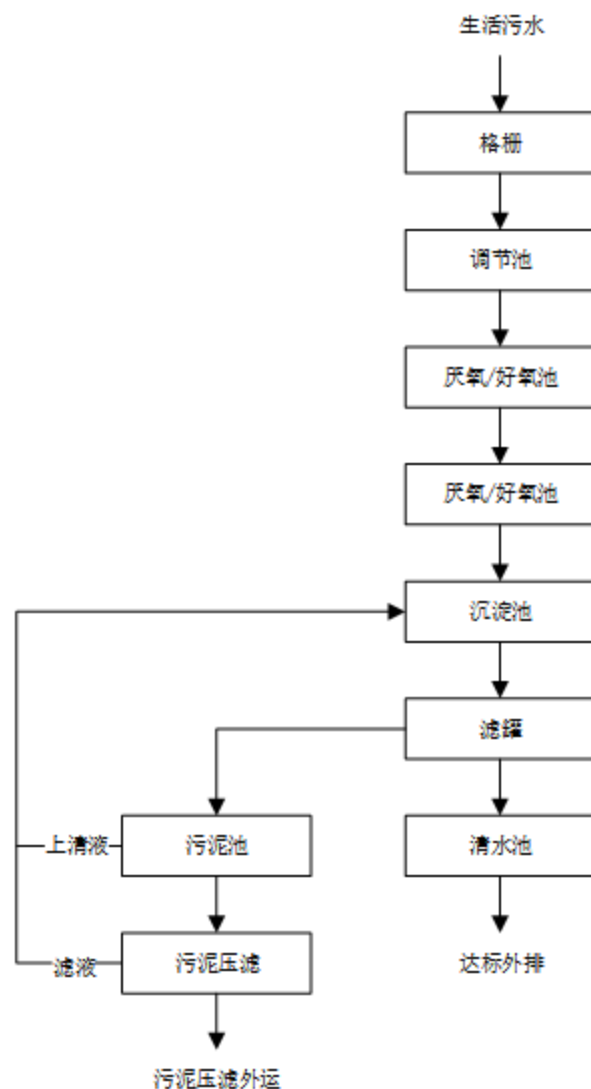 生活污水
格栅
调节池
厌氧/好氧池
厌氧/好氧池
沉淀池
滤罐
上清液
污泥池
清水池
滤液
污泥压滤
达标外排
污泥压滤外运